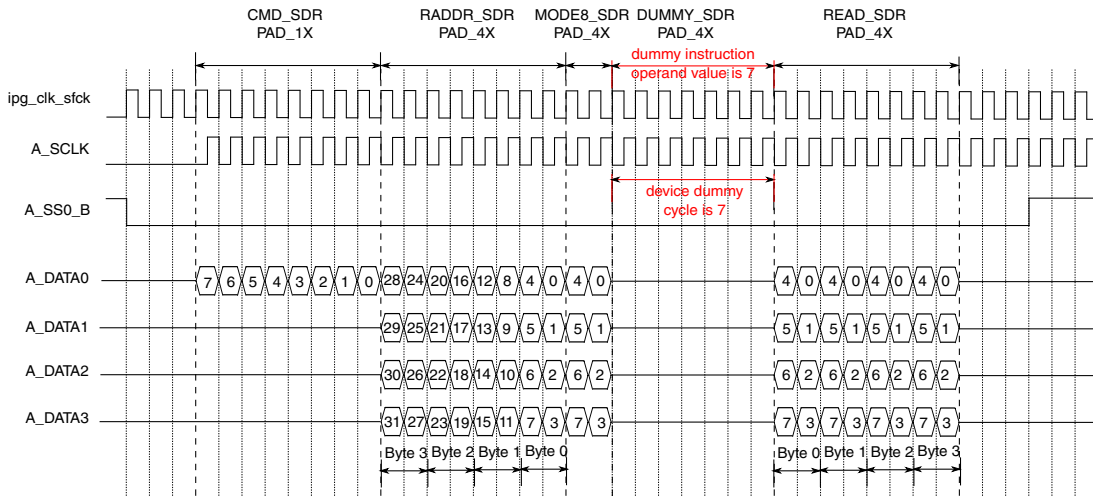 CMD_SDR RADDR_SDR MODE8_SDR DUMMY_SDR READ_SDR
PAD_1X PAD_4X PAD_4X PAD_4X PAD_4X
dummy instruction
operand value is 7
ipg_clk_sfck
A_SCLK
device dummy
cycle is 7
A_SS0_B
A_DATA0 7 6 5 4 3 2 1 0 28 24 20 16 12 8 4 0 4 0 4 0 4 0 4 0 4 0
A_DATA1 29 25 21 17 13 9 5 1 5 1 5 1 5 1 5 1 5 1
A_DATA2 30 26 22 18 14 10 6 2 6 2 6 2 6 2 6 2 6 2
A_DATA3 31 27 23 19 15 11 7 3 7 3 7 3 7 3 7 3 7 3
Byte 3 Byte 2 Byte 1 Byte 0 Byte 0 Byte 1 Byte 2 Byte 3